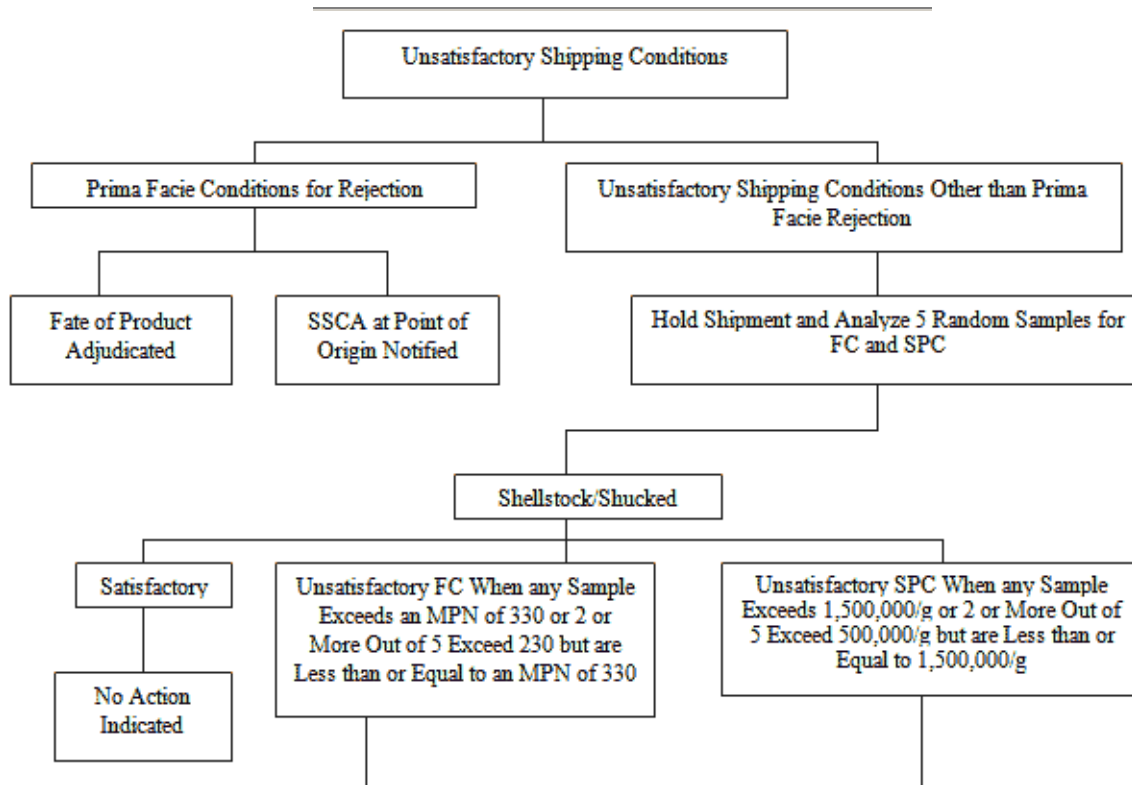 Unsatisfactory Shipping Conditions
Prima Facie Conditions for Rejection
Unsatisfactory Shipping Conditions Other than Prima
Facie Rejection
Fate of Product
Adjudicated
SSCA at Point of
Origin Notified
Hold Shipment and Analyze 5 Random Samples for
FC and SPC
Shellstock/Shucked
Satisfactory
Unsatisfactory FC When any Sample
Exceeds an MPN of 330 or 2 or
More Out of 5 Exceed 230 but are
Less than or Equal to an MPN of 330
Unsatisfactory SPC When any Sample
Exceeds 1,500,000/g or 2 or More Out of
5 Exceed 500,000/g but are Less than or
Equal to 1,500,000/g
No Action
Indicated